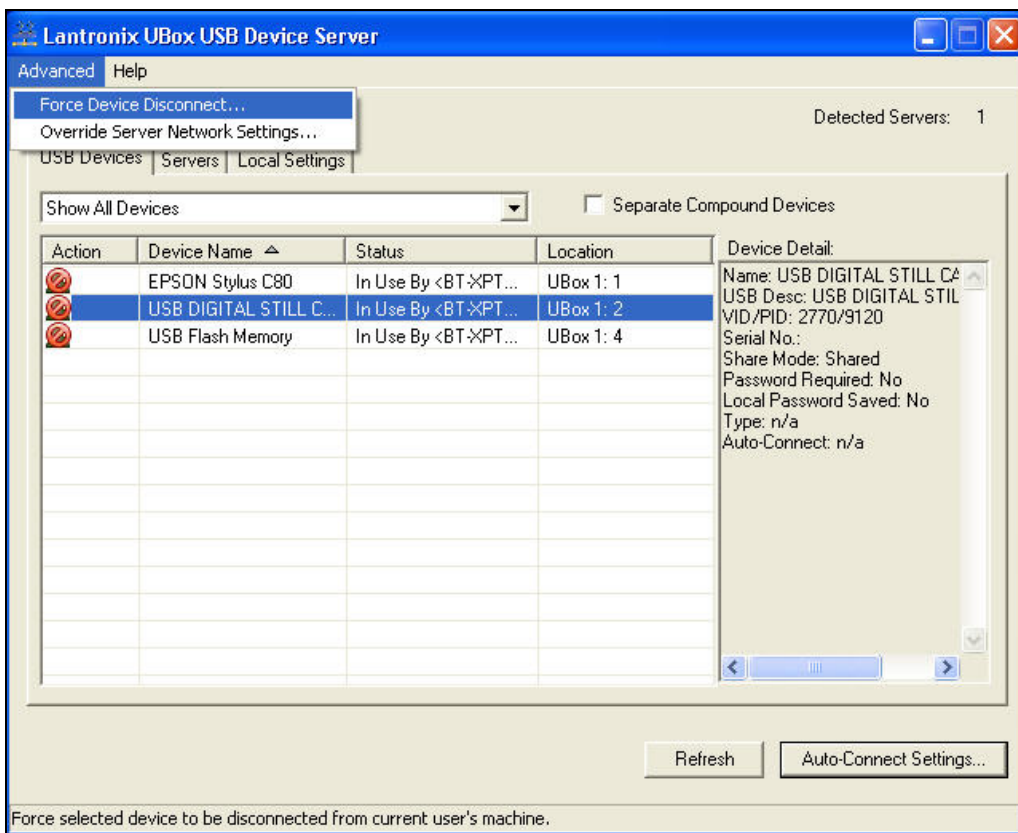 Lantronix UBox USB Device Server
Advanced Help
Force Device Disconnect...
Override Server Network Settings...
Detected Servers: 1
USB Devices Servers Local Settings
Show All Devices
Separate Compound Devices
Action Device Name Status Location
EPSON Stylus C80 In Use By <BT-XPT... UBox 1: 1
USB DIGITAL STILL C... In Use By <BT-XPT... UBox 1: 2
USB Flash Memory In Use By <BT-XPT... UBox 1: 4
Device Detail:
Name: USB DIGITAL STILL CA
USB Desc: USB DIGITAL STIL
VID/PID: 2770/9120
Serial No.:
Share Mode: Shared
Password Required: No
Local Password Saved: No
Type: n/a
Auto-Connect: n/a
Refresh Auto-Connect Settings...
Force selected device to be disconnected from current user's machine.